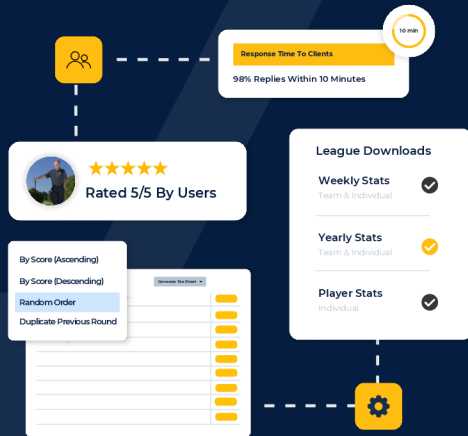 10 min
Response Time To Clients
98% Replies Within 10 Minutes
Rated 5/5 By Users
League Downloads
Weekly Stats
Team & Individual
Yearly Stats
Team & Individual
Player Stats
Individual
By Score (Ascending)
By Score (Descending)
Random Order
Duplicate Previous Round
Generate Tee Sheet